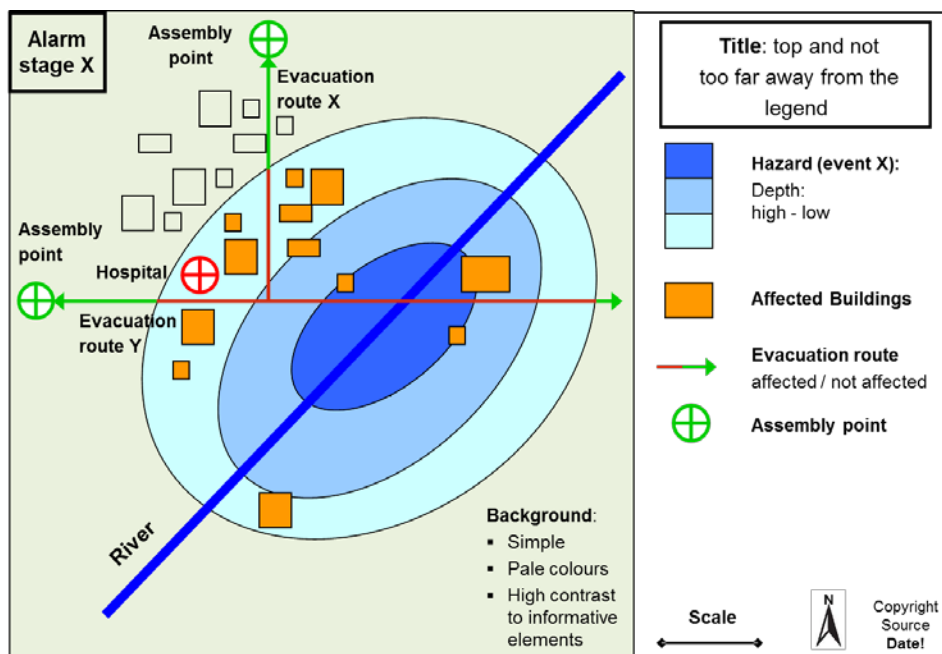 Alarm
stage X
Assembly
point
Evacuation
route X
Assembly
point
Hospital
Evacuation
route Y
River
Background:
▪ Simple
▪ Pale colours
▪ High contrast
to informative
elements
Title: top and not
too far away from the
legend
Hazard (event X):
Depth:
high - low
Affected Buildings
Evacuation route
affected / not affected
Assembly point
Scale
N
Copyright
Source
Date!